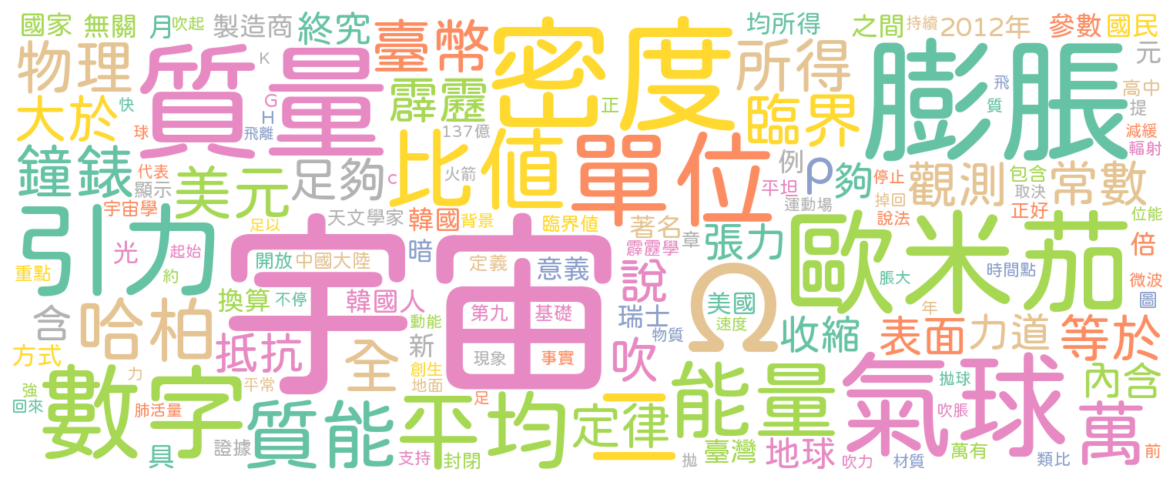 國家 無關 月 吹起 製造商 終究 臺幣 密度 均所得 之間 持續 2012年 參數 國民
物理 質量 K 霹靂 所得 膨脹 元
大於 快 G 正 臨界 飛 高中
球 H 飛離 137億 比值 單位 質 提 減緩
鐘錶 代表 足夠 c 火箭 例 ρ 夠 停止 觀測 包含 常數 輻射
顯示 美元 平坦 掉回 取決
宇宙學 天文學家 韓國 背景 臨界值 著名 運動場 說法 正好 位能
引力 足以 宇宙 章 張力 歐米茄 倍
光 起始 暗 霹靂學
重點 約 開放 中國大陸 定義 意義 說 Ω 脹大 時間點 微波
含 哈柏 換算 不停 韓國人 第九 基礎 瑞士 美國 年 圖
抵抗 動能 新 物質 速度 收縮 表面 力道 等於
方式 力 全 創生 現象 事實 吹
數字 平常 地面 能量 氣球 拋球 內含
強 回來 肺活量 質能 足 平均 一 定律 吹脹 萬
具 證據 支持 封閉 二 拋 臺灣 地球 吹力 材質 萬有 類比 前